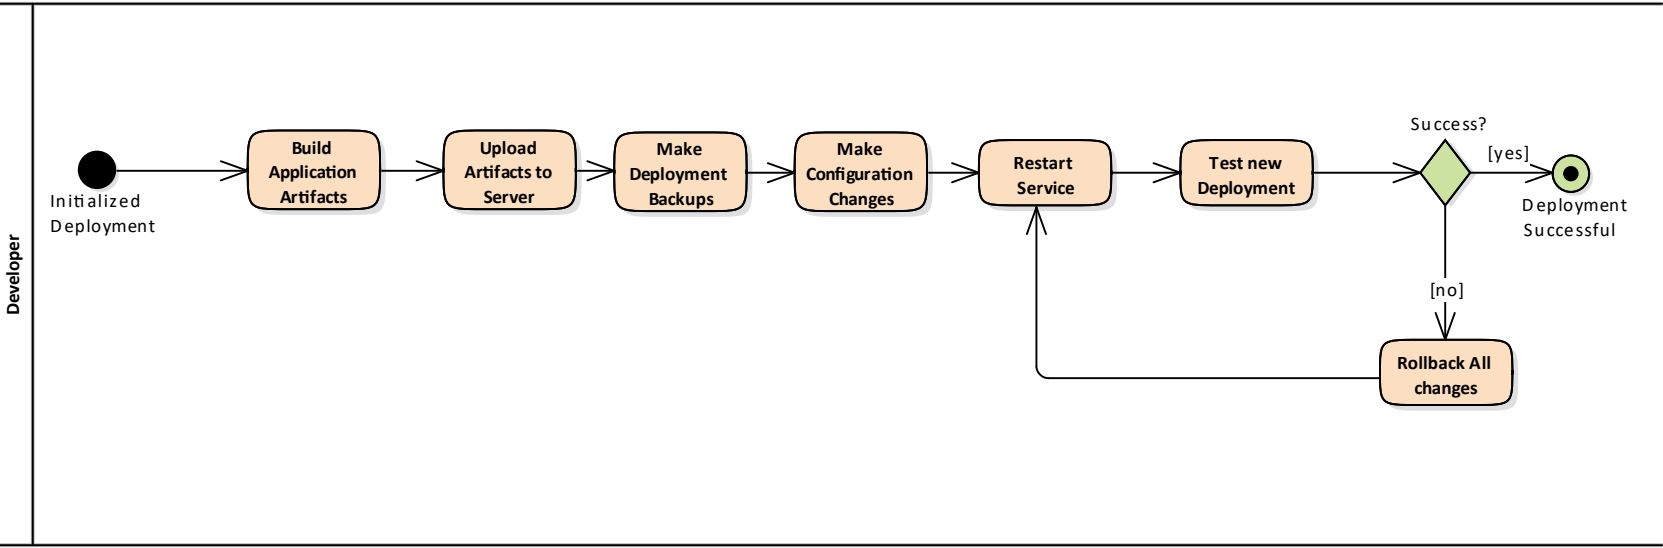 Developer
Initialized
Deployment
Build
Application
Artifacts
Upload
Artifacts to
Server
Make
Deployment
Backups
Make
Configuration
Changes
Restart
Service
Test new
Deployment
Success?
[yes]
Deployment
Successful
[no]
Rollback All
changes